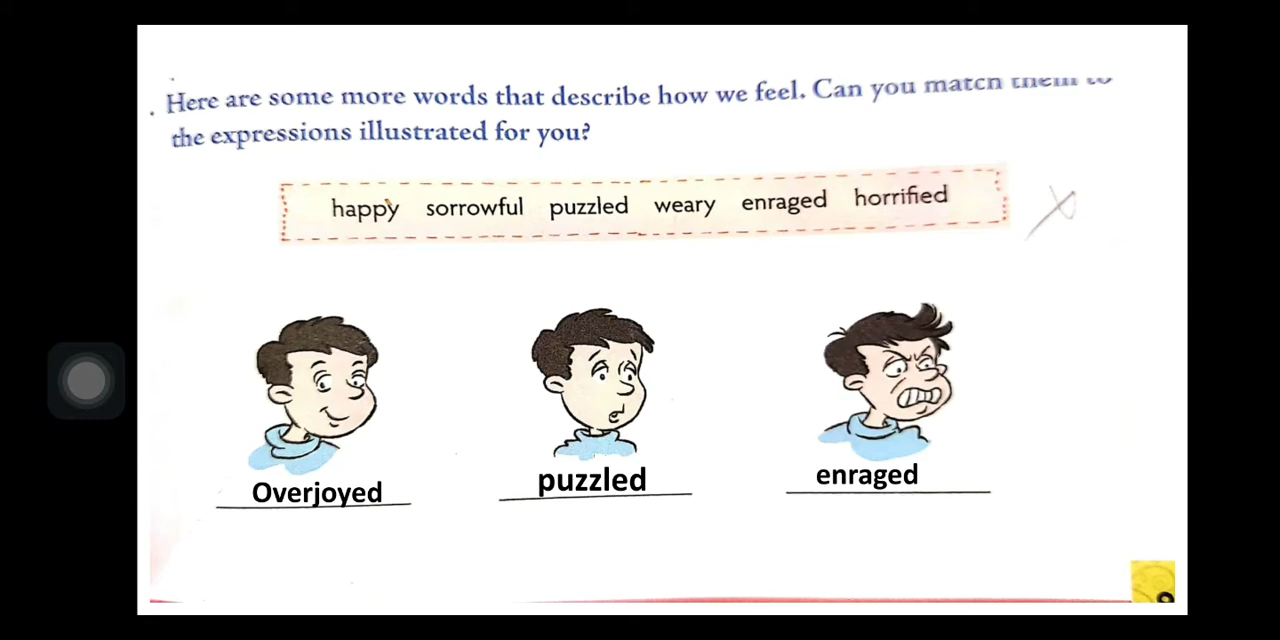 Here are some more words that describe how we feel. Can you match them to
the expressions illustrated for you?
happy sorrowful puzzled weary enraged horrified
Overjoyed puzzled enraged